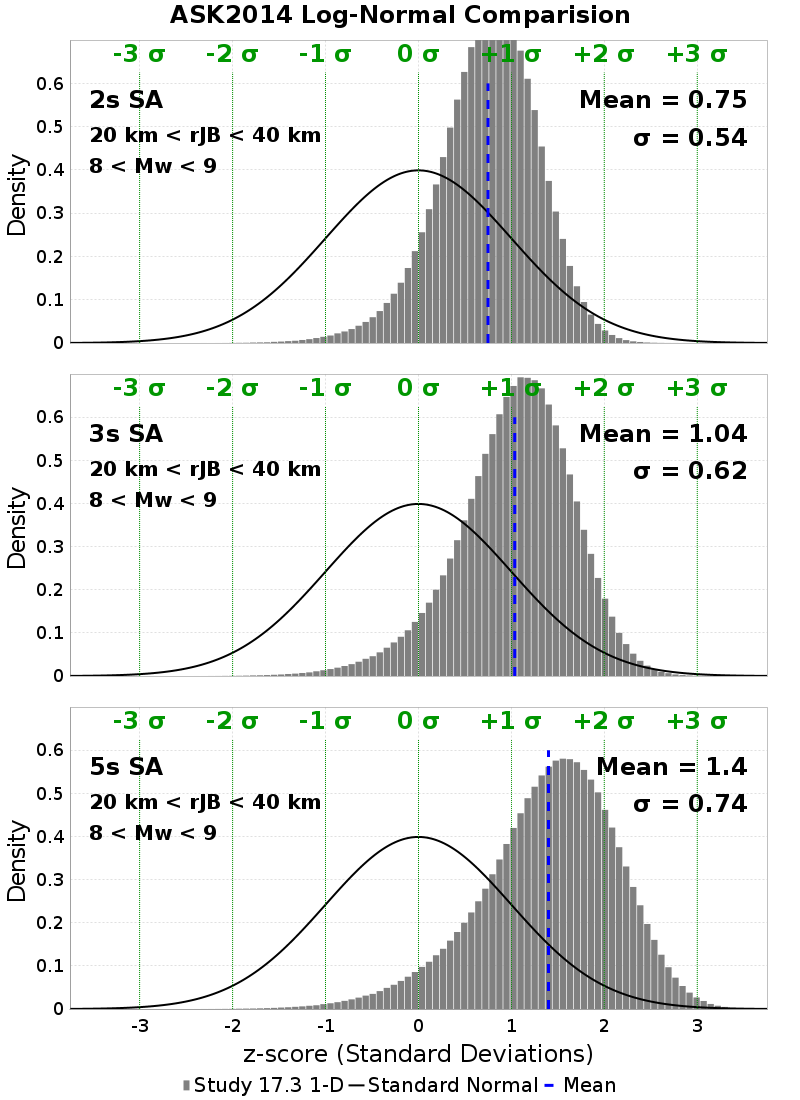 ASK2014 Log-Normal Comparision
-3 σ -2 σ -1 σ 0 σ +1 σ +2 σ +3 σ
2s SA Mean = 0.75
20 km < rJB < 40 km σ = 0.54
8 < Mw < 9
Density
0.6
0.5
0.4
0.3
0.2
0.1
0
-3 σ -2 σ -1 σ 0 σ +1 σ +2 σ +3 σ
3s SA Mean = 1.04
20 km < rJB < 40 km σ = 0.62
8 < Mw < 9
Density
0.6
0.5
0.4
0.3
0.2
0.1
0
-3 σ -2 σ -1 σ 0 σ +1 σ +2 σ +3 σ
5s SA Mean = 1.4
20 km < rJB < 40 km σ = 0.74
8 < Mw < 9
Density
0.6
0.5
0.4
0.3
0.2
0.1
0
-3 -2 -1 0 1 2 3
z-score (Standard Deviations)
Study 17.3 1-D Standard Normal Mean